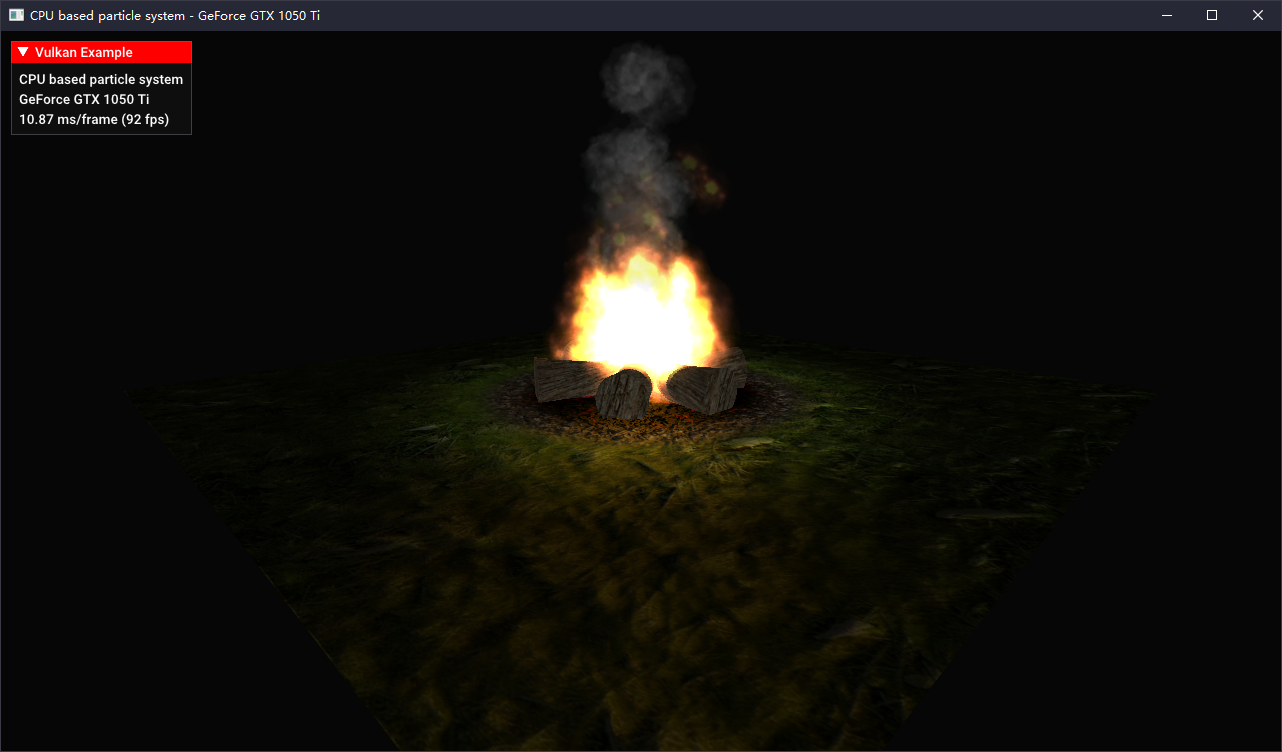 CPU based particle system - GeForce GTX 1050 Ti
Vulkan Example
CPU based particle system
GeForce GTX 1050 Ti
10.87 ms/frame (92 fps)